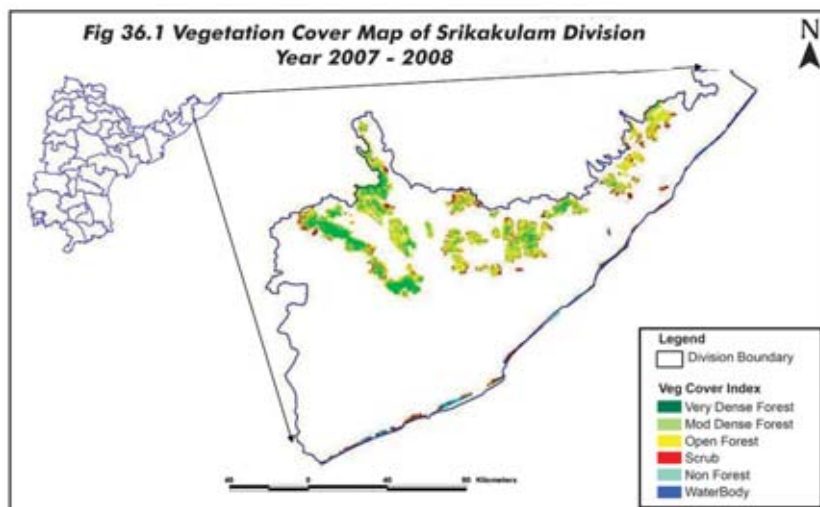 Fig 36.1 Vegetation Cover Map of Srikakulam Division
Year 2007 - 2008
N
Legend
Division Boundary
Veg Cover Index
Very Dense Forest
Mod Dense Forest
Open Forest
Scrub
Non Forest
WaterBody
0
Kilometers